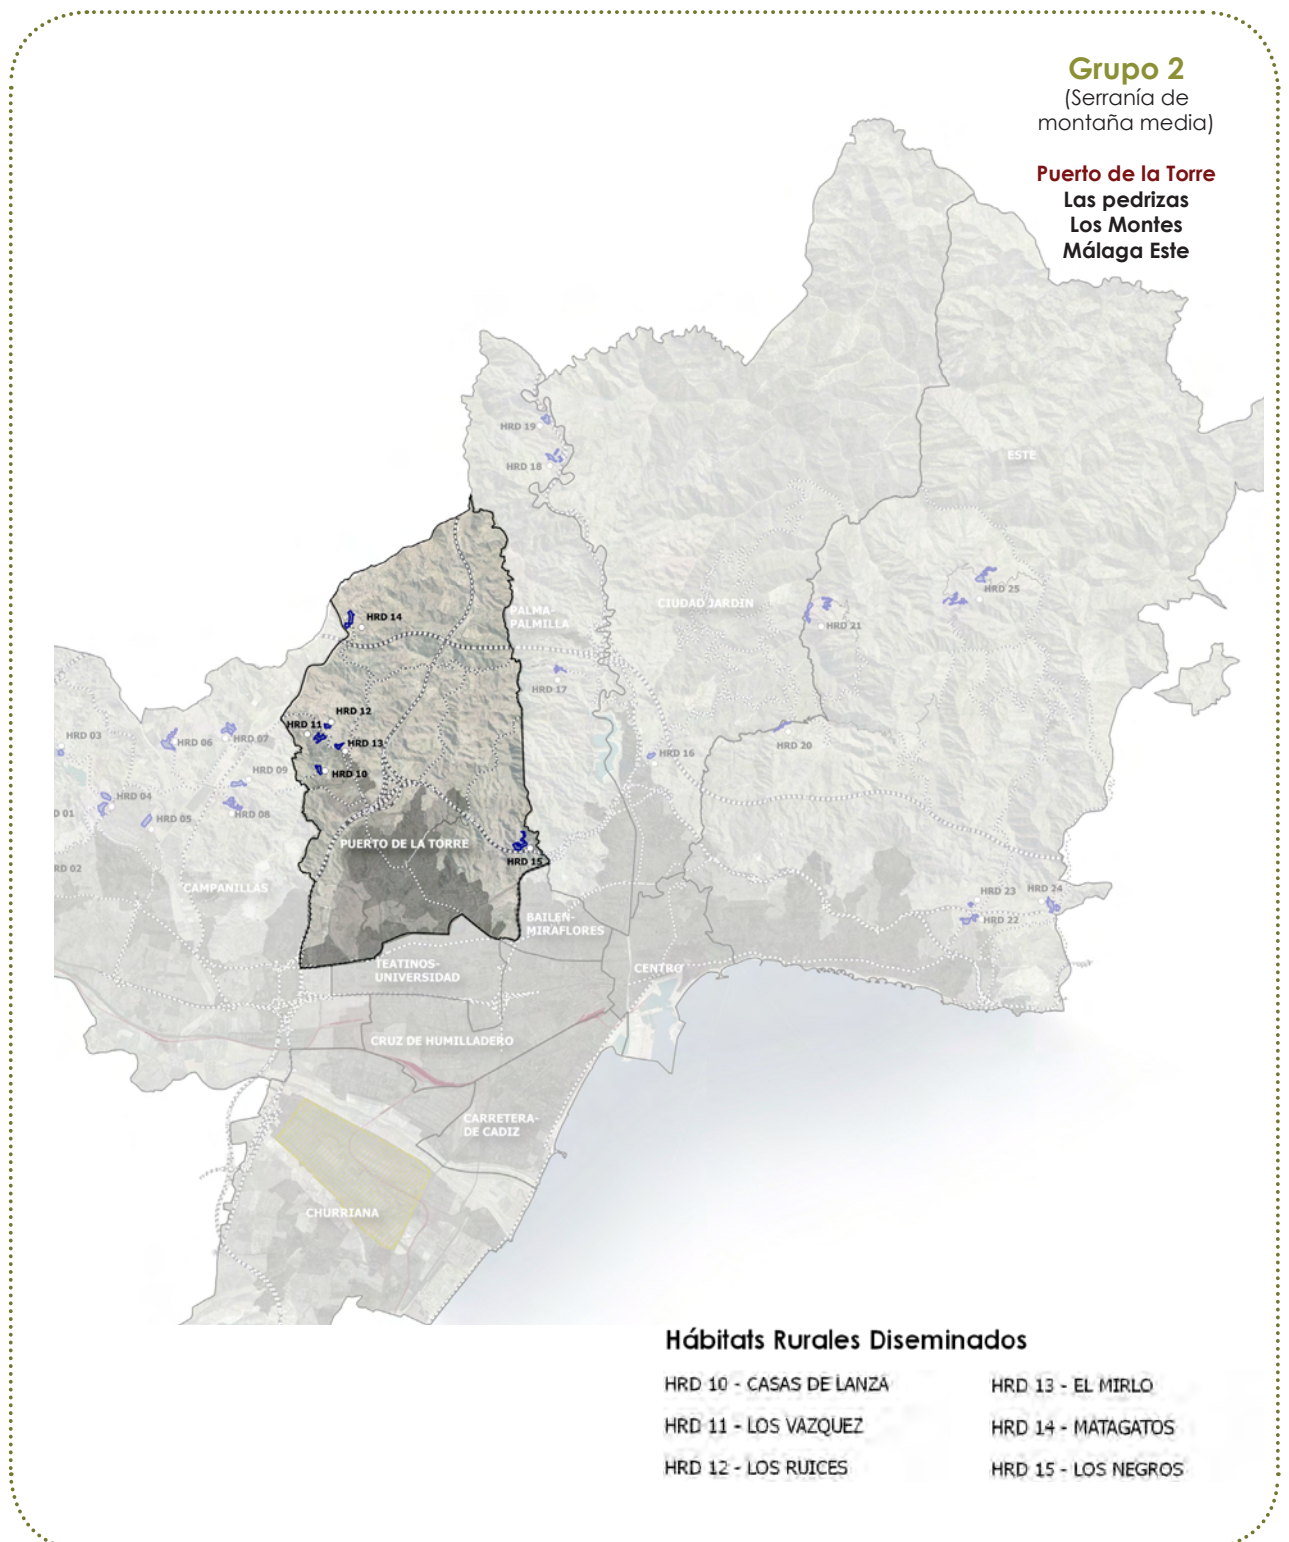 Grupo 2
(Serranía de
montaña media)
Puerto de la Torre
Las pedrizas
Los Montes
Málaga Este
HRD 19
HRD 18
ESTE
HRD 25
HRD 14
PALMA-
PALMILLA
CIUDAD JARDIN
HRD 21
HRD 17
HRD 12
HRD 11
HRD 13
HRD 10
HRD 03
HRD 06
HRD 07
HRD 09
HRD 04
HRD 05
HRD 08
D 01
RD 02
HRD 16
HRD 20
PUERTO DE LA TORRE
HRD 15
CAMPANILLAS
HRD 23
HRD 24
HRD 22
BAILEN-
MIRAFLORES
TEATINOS-
UNIVERSIDAD
CENTRO
CRUZ DE HUMILLADERO
CARRETERA-
DE CADIZ
CHURRIANA
Hábitats Rurales Diseminados
HRD 10 - CASAS DE LANZA
HRD 11 - LOS VAZQUEZ
HRD 12 - LOS RUICES
HRD 13 - EL MIRLO
HRD 14 - MATAGATOS
HRD 15 - LOS NEGROS